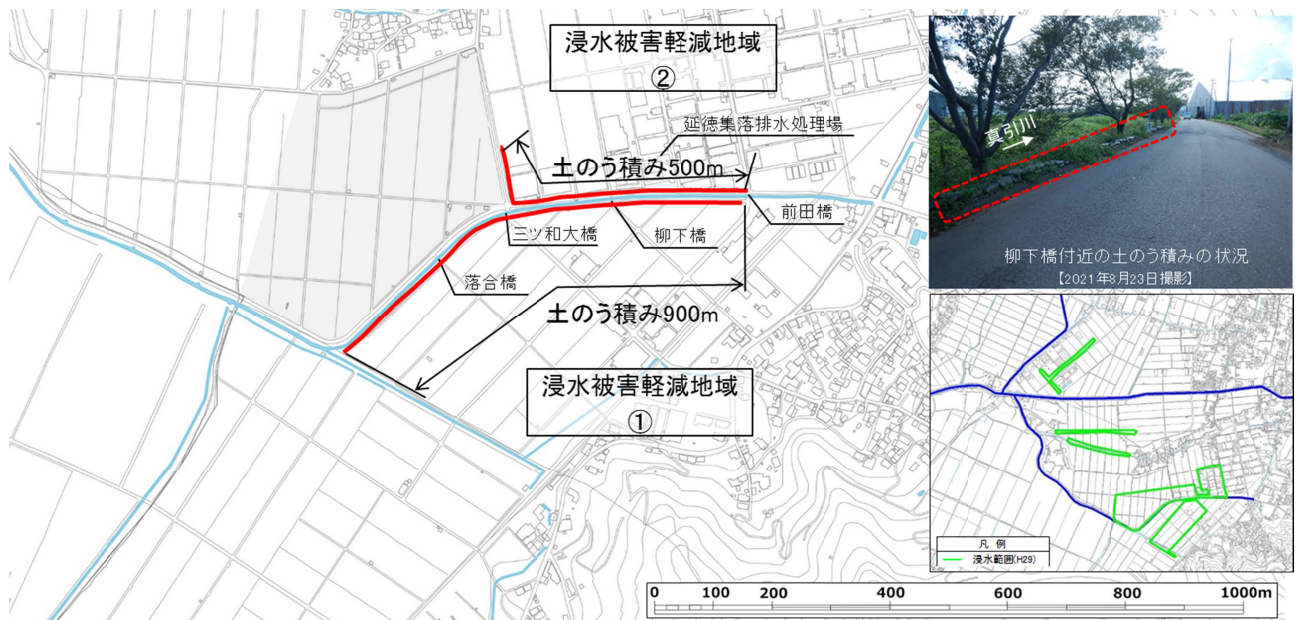 浸水被害軽減地域
②
延徳集落排水処理場
土のう積み500m
前田橋
三ツ和大橋
柳下橋
落合橋
土のう積み900m
浸水被害軽減地域
①
真引川
柳下橋付近の土のう積みの状況
【2021年8月23日撮影】
凡 例
浸水範囲(H29)
0 100 200 400 600 800 1000m